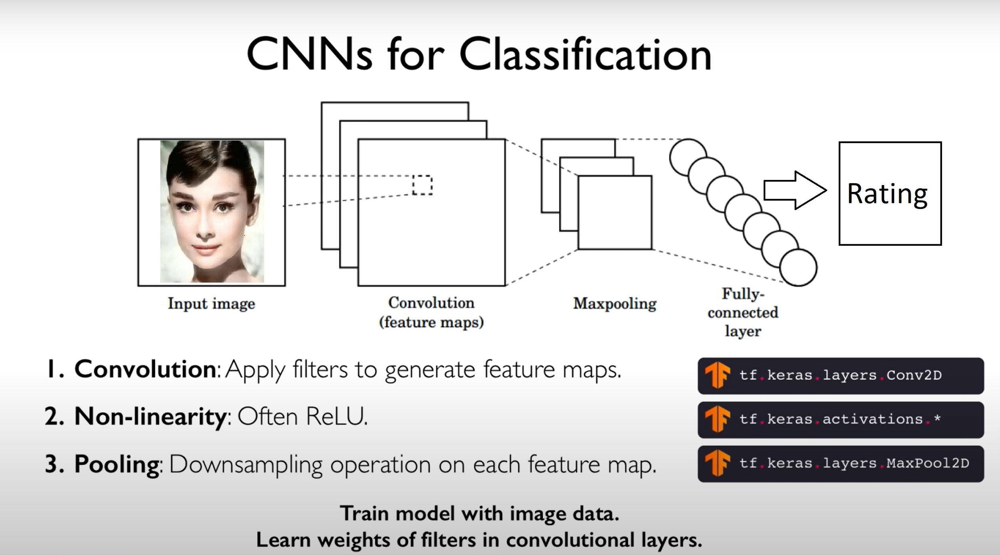 CNNs for Classification
Rating
Input image
Convolution
(feature maps)
Maxpooling
Fully-
connected
layer
1. Convolution: Apply filters to generate feature maps.
tf.keras.layers.Conv2D
2. Non-linearity: Often ReLU.
tf.keras.activations.*
3. Pooling: Downsampling operation on each feature map.
tf.keras.layers.MaxPool2D
Train model with image data.
Learn weights of filters in convolutional layers.